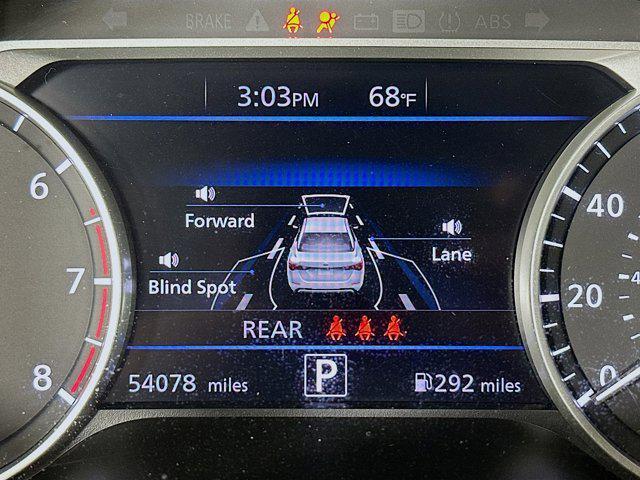 BRAKE ABS
3:03PM 68°F
Forward
Lane
Blind Spot
REAR
54078 miles P 292 miles
6
7
8
40
20
0
4